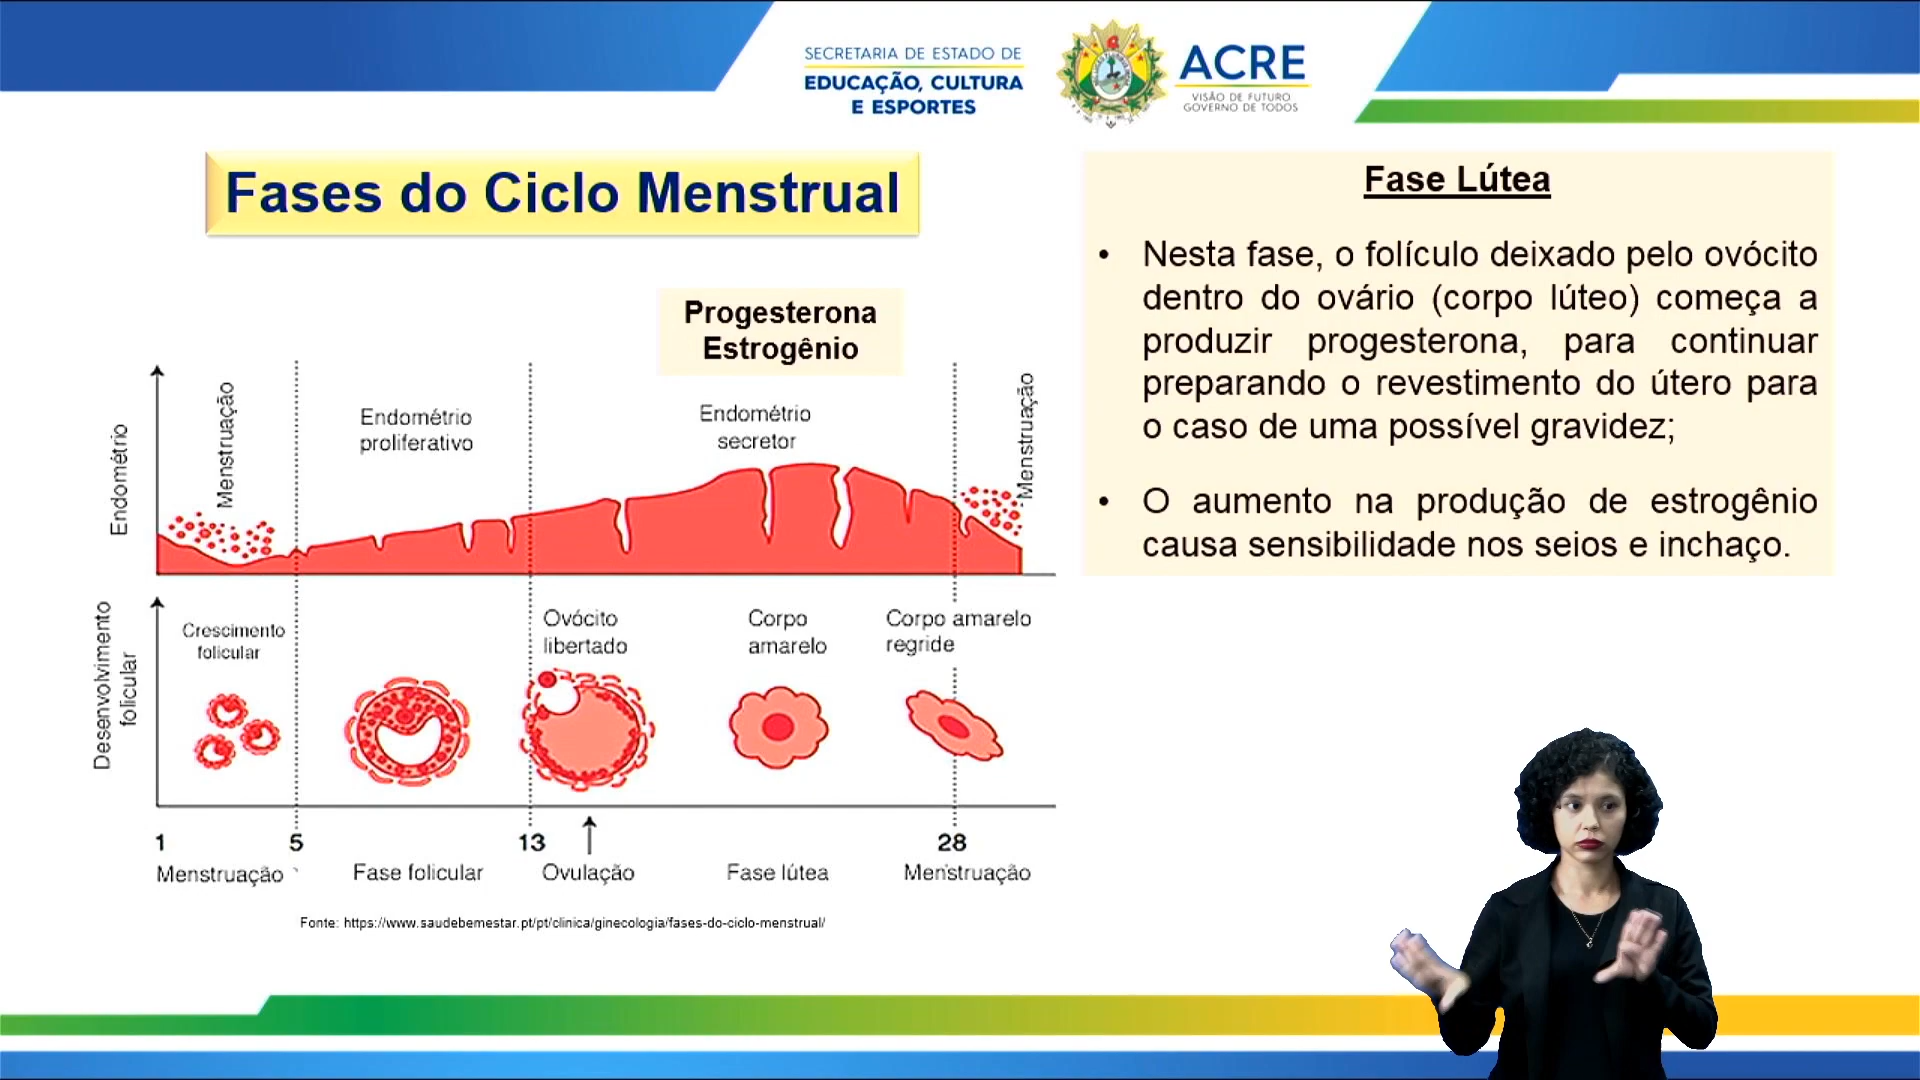 SECRETARIA DE ESTADO DE
EDUCAÇÃO, CULTURA
E ESPORTES
ACRE
VISÃO DE FUTURO
GOVERNO DE TODOS
Fases do Ciclo Menstrual
Progesterona
Estrogênio
Endométrio
Menstruação
Endométrio
proliferativo
Endométrio
secretor
Menstruação
Desenvolvimento
folicular
Crescimento
folicular
Ovócito
libertado
Corpo
amarelo
Corpo amarelo
regride
1 5 13 28
Menstruação Fase folicular Ovulação Fase lútea Menstruação
Fonte: https://www.saudebemestar.pt/pt/clinica/ginecologia/fases-do-ciclo-menstrual/
Fase Lútea
• Nesta fase, o folículo deixado pelo ovócito
dentro do ovário (corpo lúteo) começa a
produzir progesterona, para continuar
preparando o revestimento do útero para
o caso de uma possível gravidez;
• O aumento na produção de estrogênio
causa sensibilidade nos seios e inchaço.